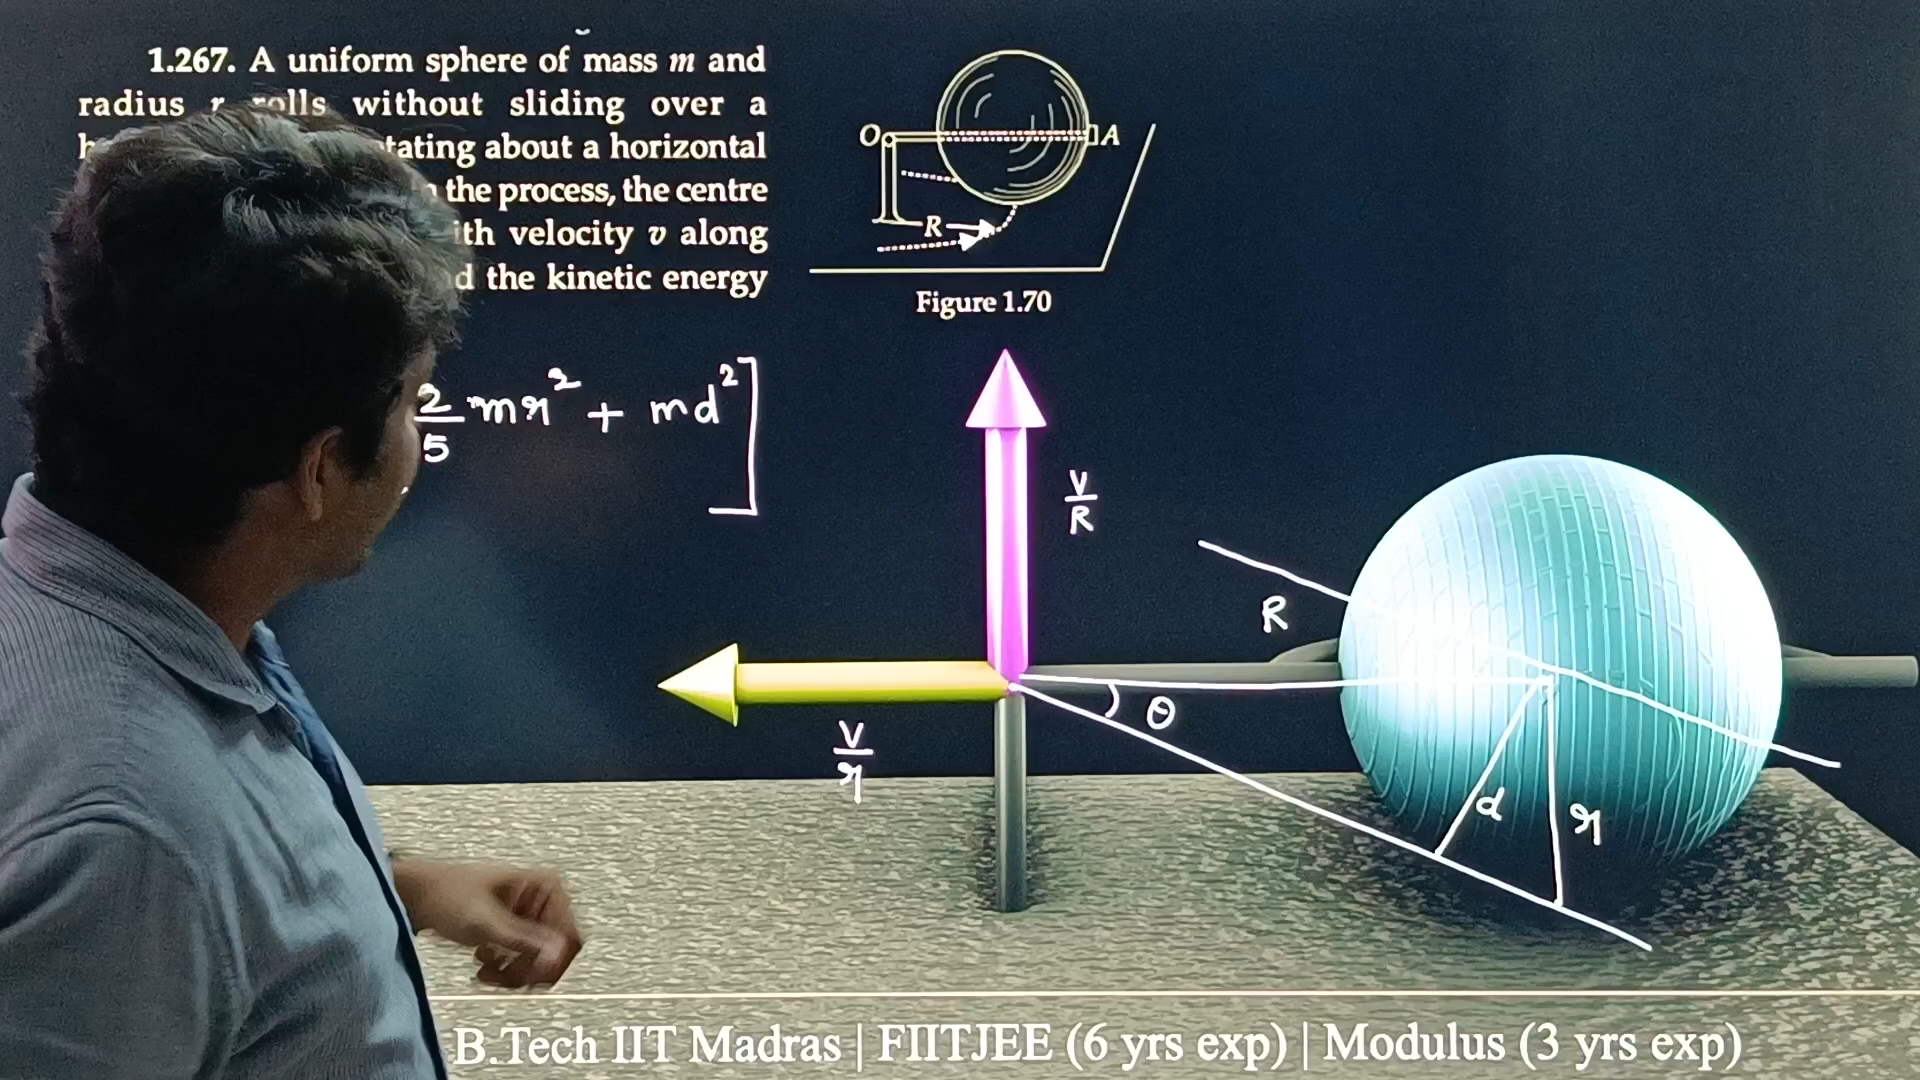 1.267. A uniform sphere of mass m and
radius r rolls without sliding over a
tating about a horizontal
the process, the centre
ith velocity v along
d the kinetic energy
O
A
R
Figure 1.70
2/5 mr² + md² ]
V/R
R
θ
V/r
d
r
B.Tech IIT Madras | FIITJEE (6 yrs exp) | Modulus (3 yrs exp)